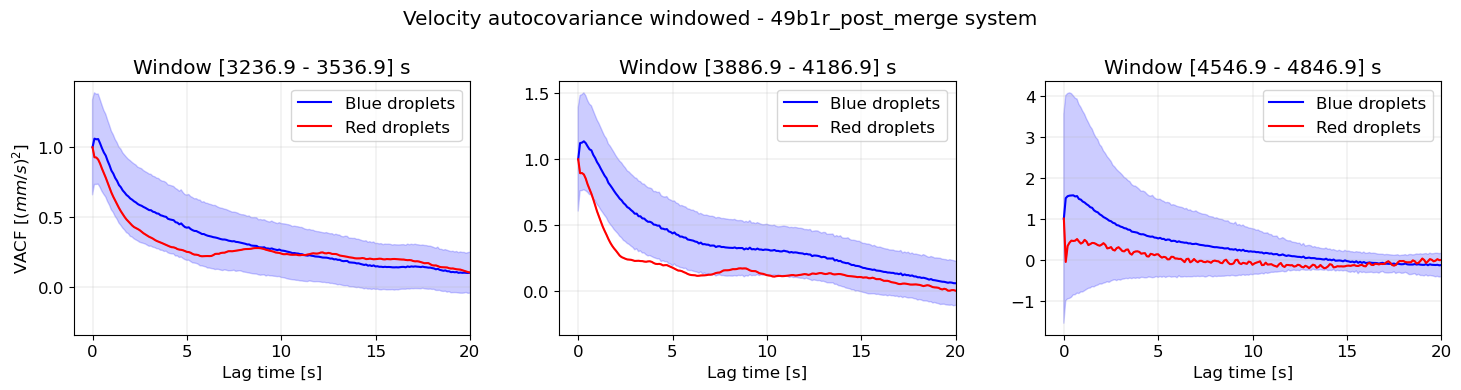 Velocity autocovariance windowed - 49b1r_post_merge system
Window [3236.9 - 3536.9] s
Window [3886.9 - 4186.9] s
Window [4546.9 - 4846.9] s
VACF [(mm/s)²]
1.0
0.5
0.0
Blue droplets
Red droplets
0
5
10
15
20
Lag time [s]
1.5
1.0
0.5
0.0
Blue droplets
Red droplets
0
5
10
15
20
Lag time [s]
4
3
2
1
0
−1
Blue droplets
Red droplets
0
5
10
15
20
Lag time [s]